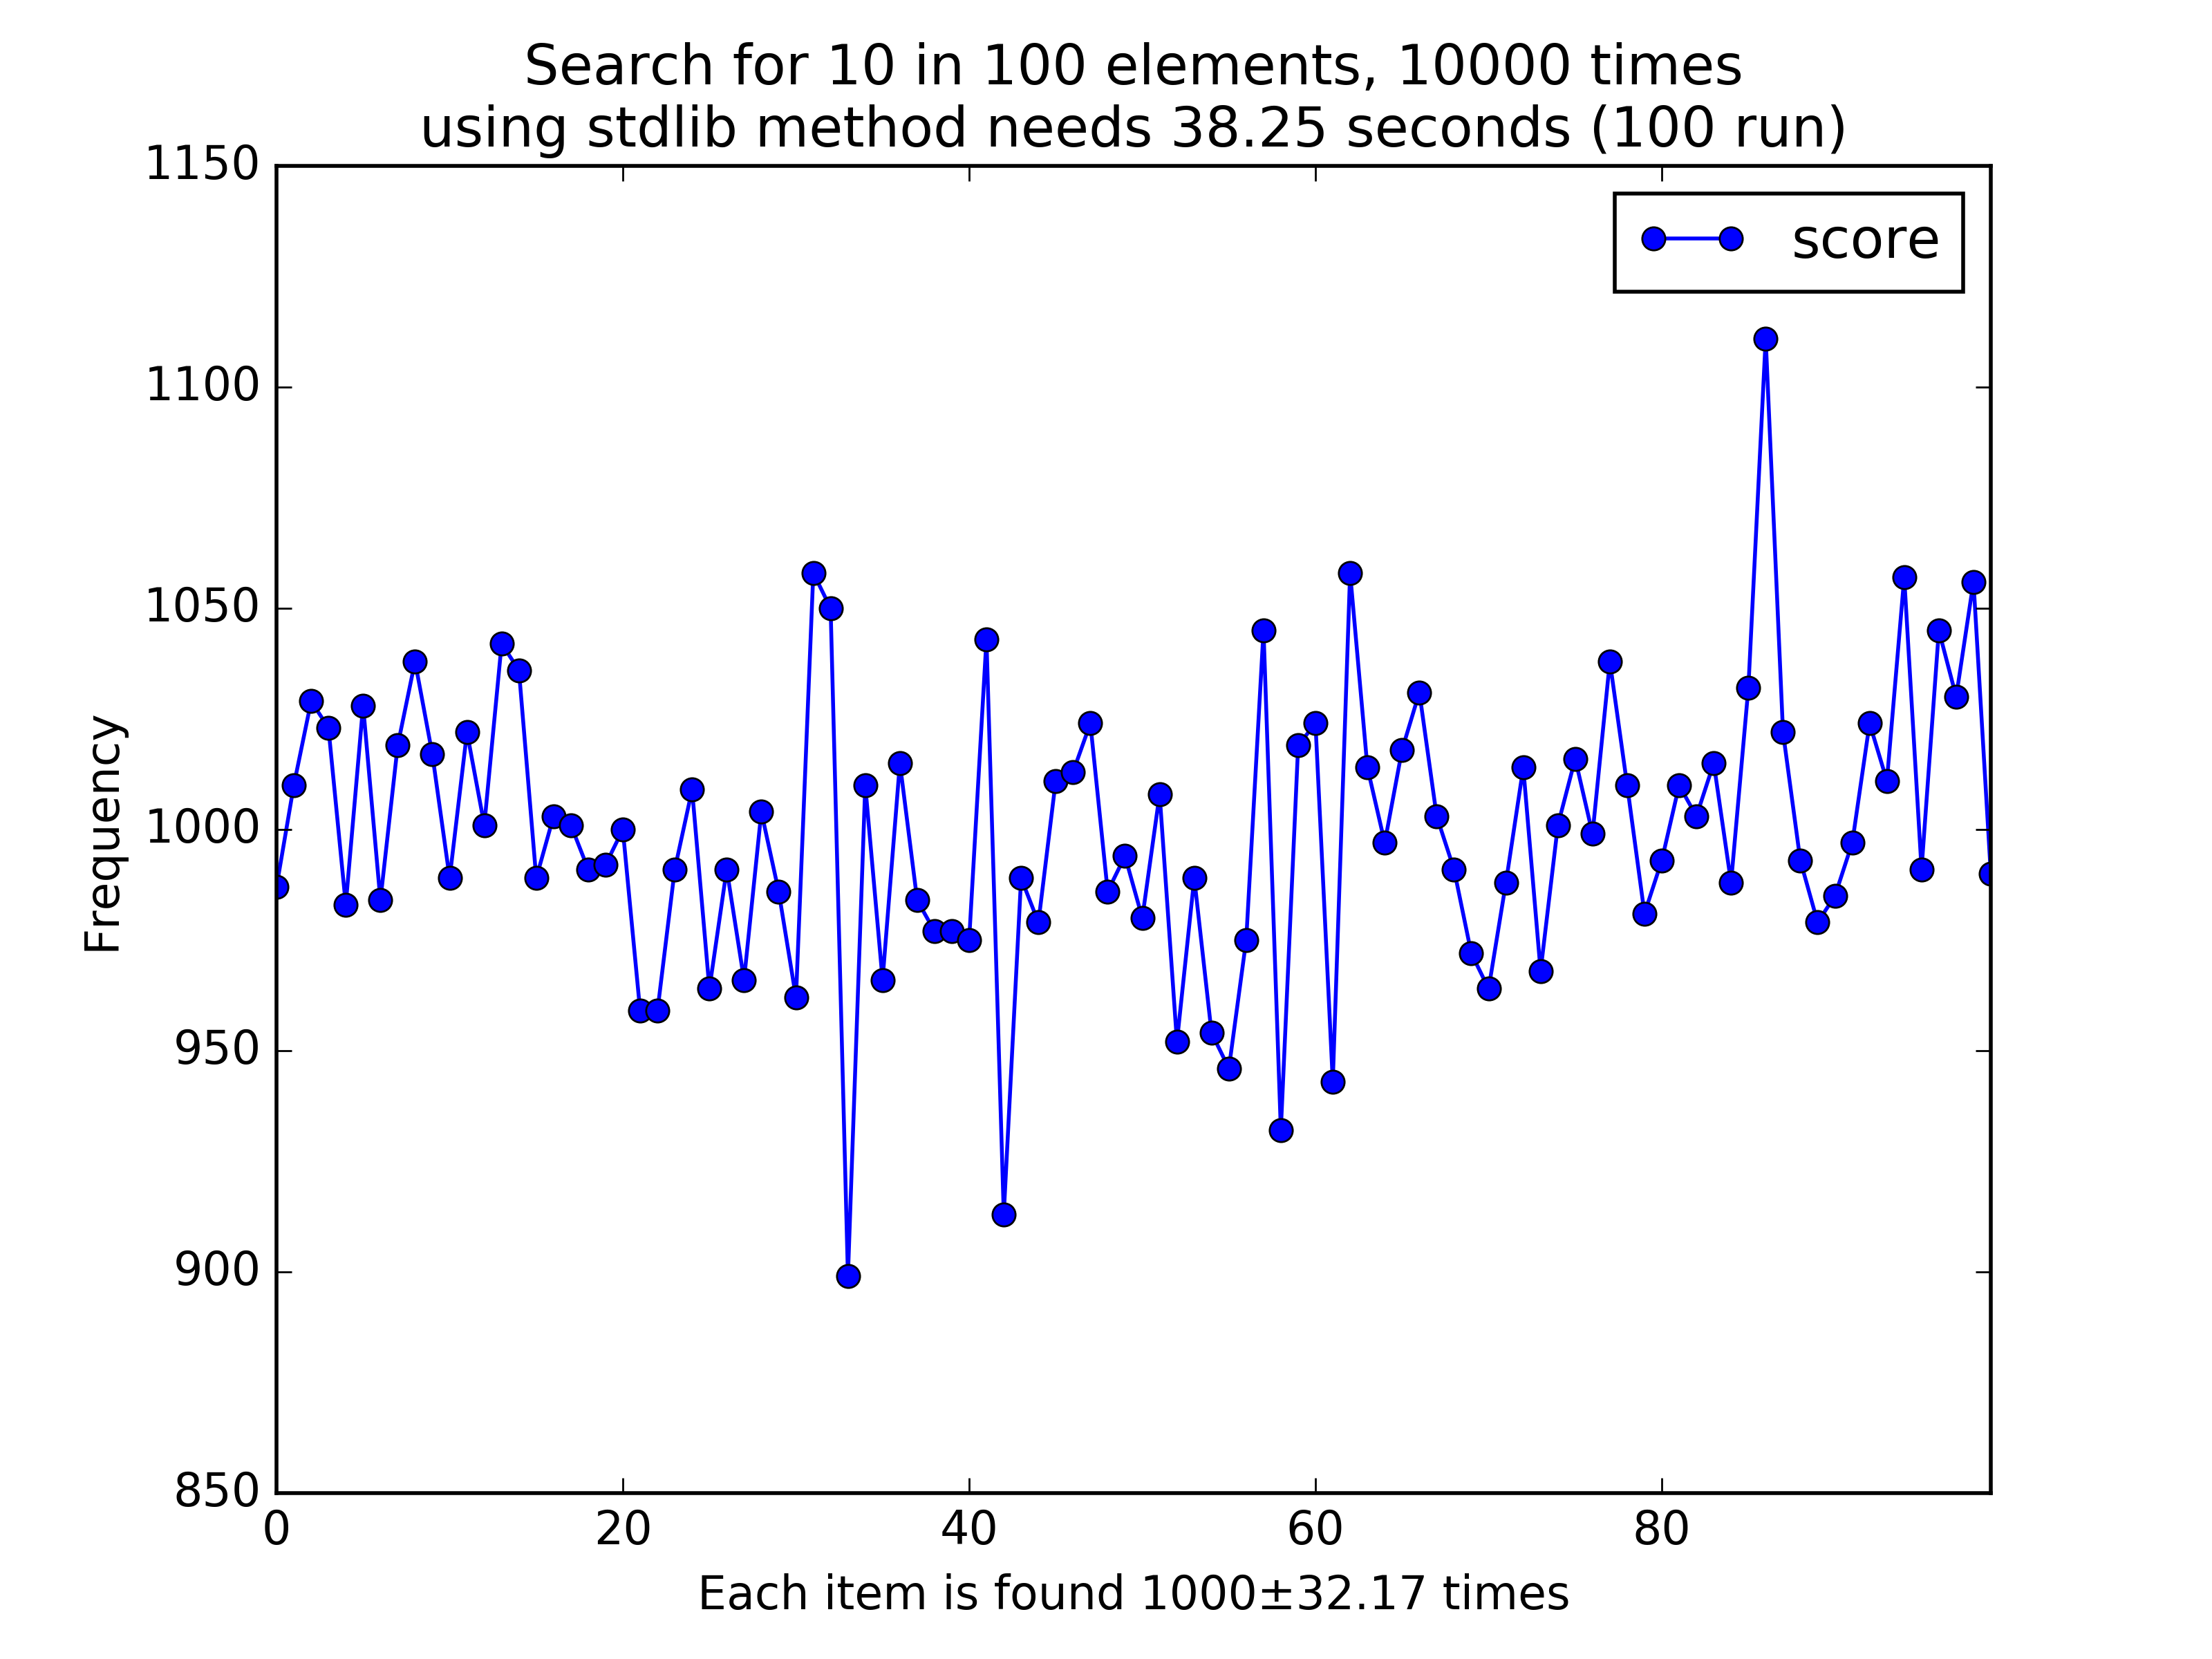 Search for 10 in 100 elements, 10000 times
using stdlib method needs 38.25 seconds (100 run)
score
1150
1100
1050
1000
950
900
850
Frequency
0 20 40 60 80
Each item is found 1000±32.17 times